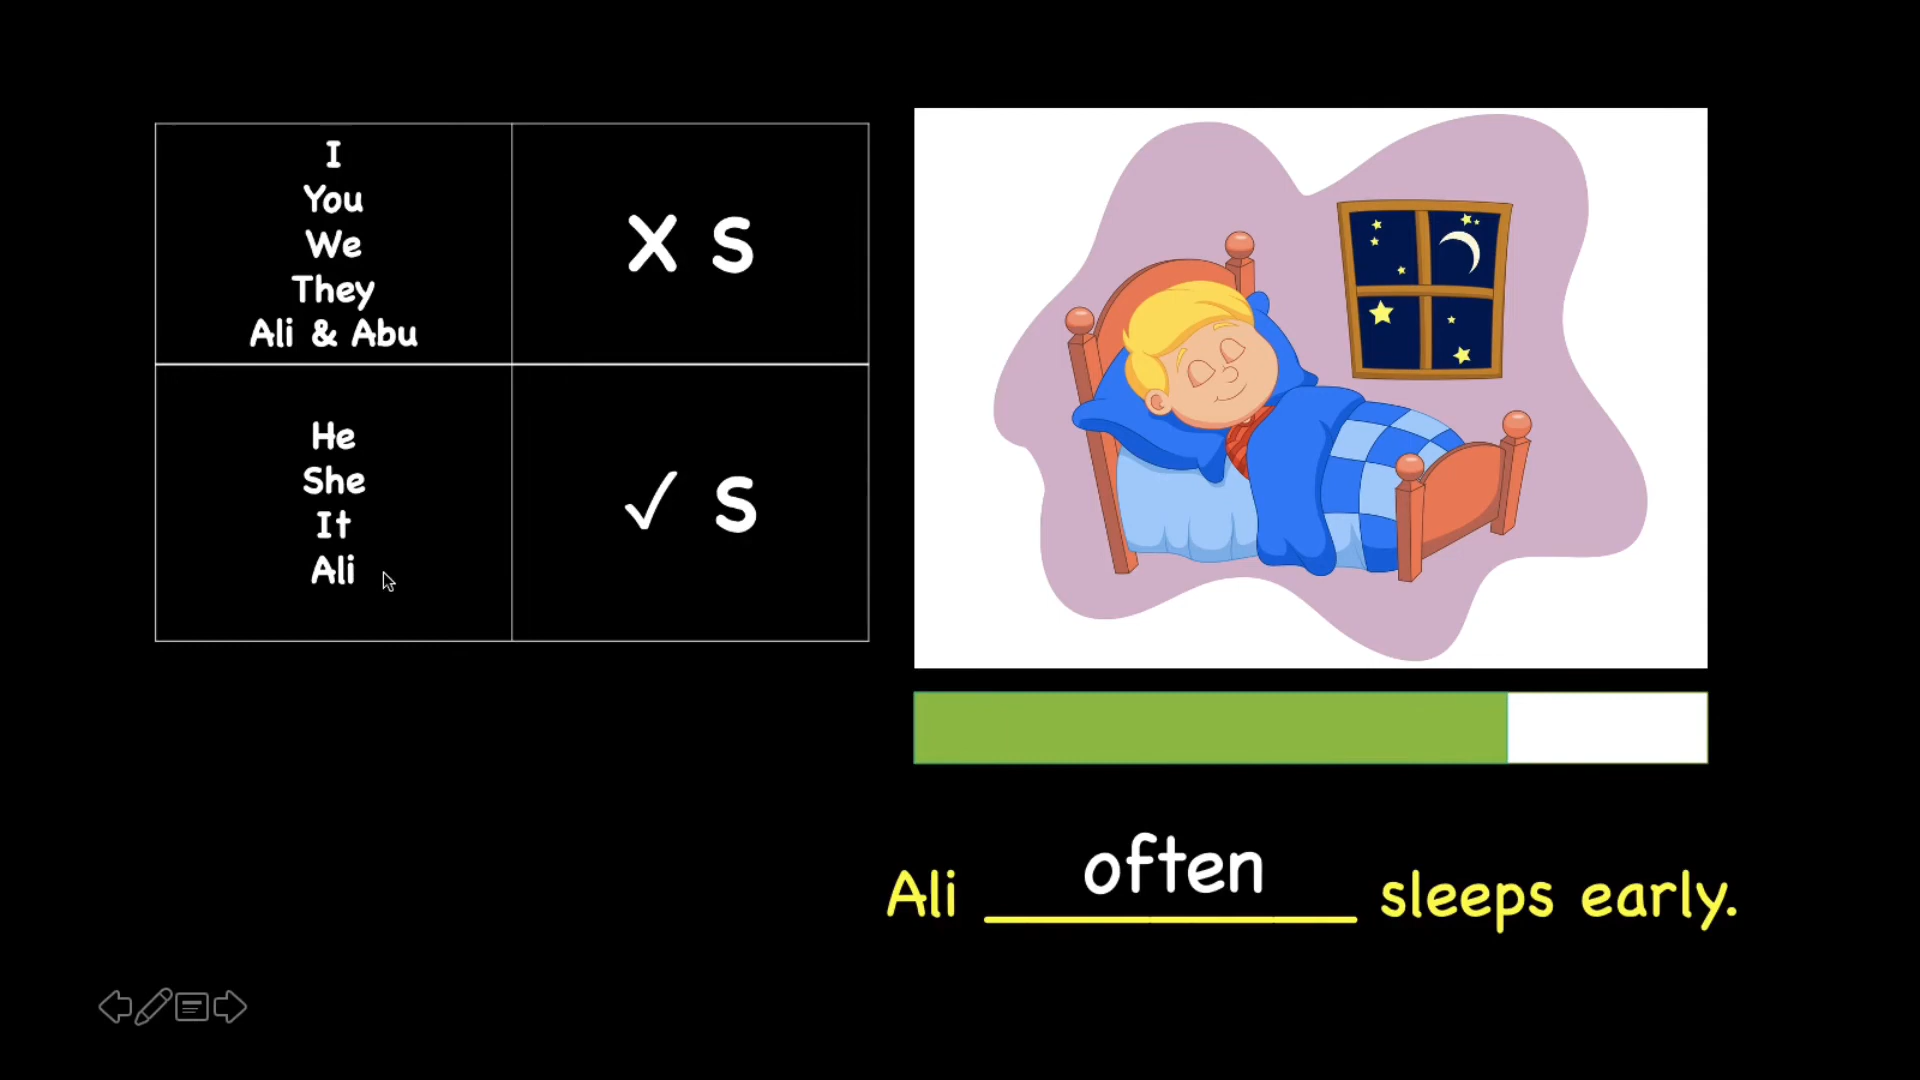 I
You
We
They
Ali & Abu
X S
He
She
It
Ali
✓ S
Ali often sleeps early.